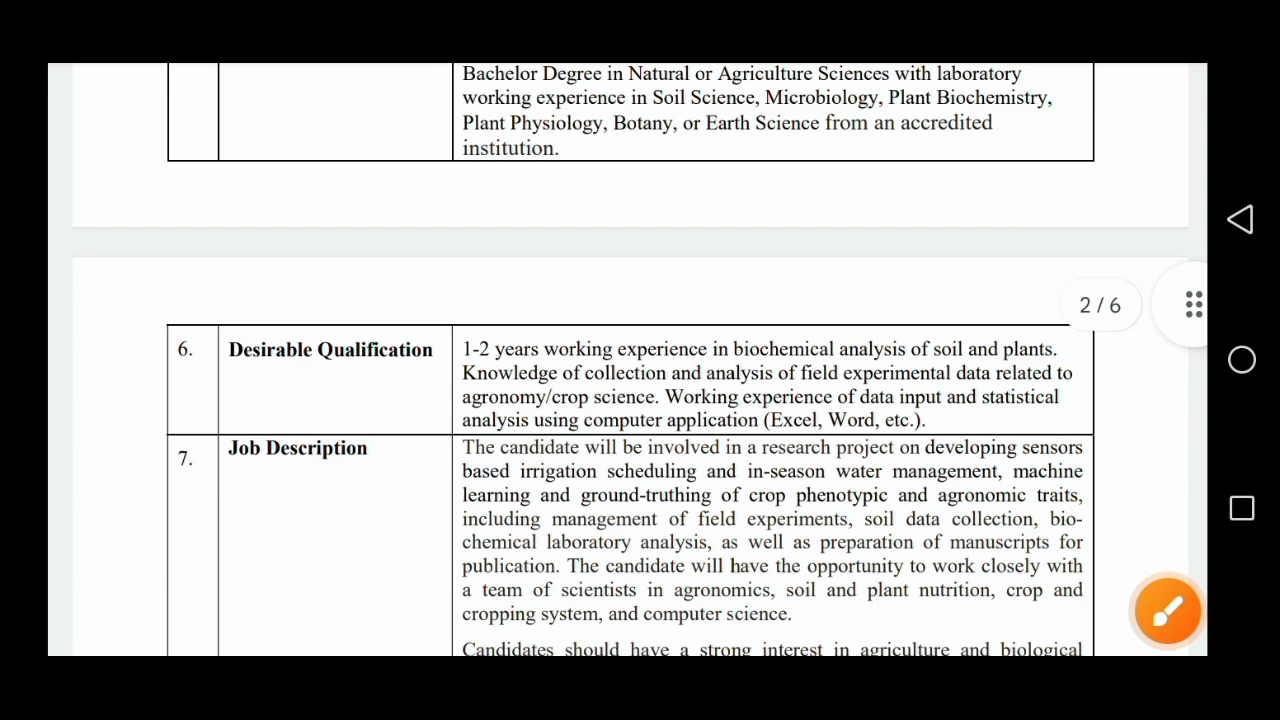 Bachelor Degree in Natural or Agriculture Sciences with laboratory
working experience in Soil Science, Microbiology, Plant Biochemistry,
Plant Physiology, Botany, or Earth Science from an accredited
institution.
2 / 6
6.
Desirable Qualification
1-2 years working experience in biochemical analysis of soil and plants.
Knowledge of collection and analysis of field experimental data related to
agronomy/crop science. Working experience of data input and statistical
analysis using computer application (Excel, Word, etc.).
7.
Job Description
The candidate will be involved in a research project on developing sensors
based irrigation scheduling and in-season water management, machine
learning and ground-truthing of crop phenotypic and agronomic traits,
including management of field experiments, soil data collection, bio-
chemical laboratory analysis, as well as preparation of manuscripts for
publication. The candidate will have the opportunity to work closely with
a team of scientists in agronomics, soil and plant nutrition, crop and
cropping system, and computer science.
Candidates should have a strong interest in agriculture and biological